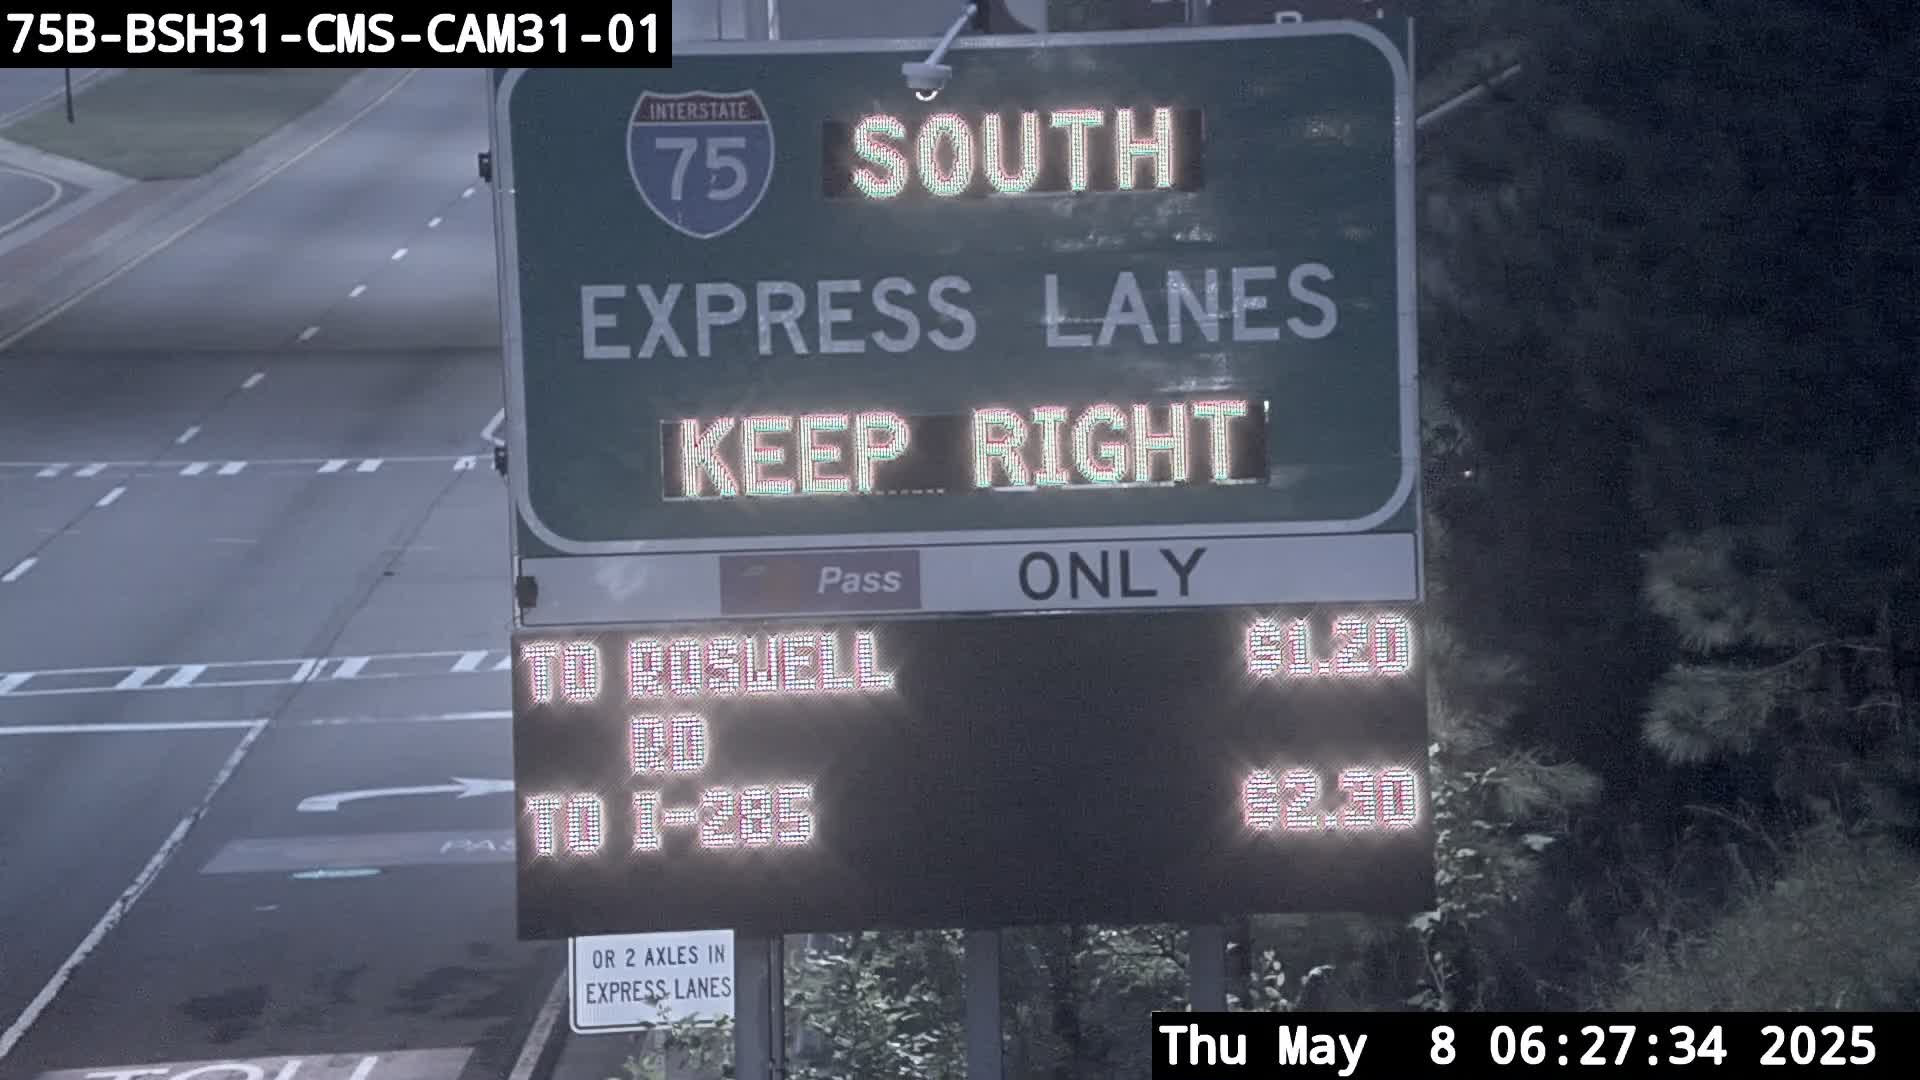 75B-BSH31-CMS-CAM31-01
INTERSTATE
75
SOUTH
EXPRESS LANES
KEEP RIGHT
Pass ONLY
TO ROSWELL $1.20
RD
TO I-285 $2.30
OR 2 AXLES IN
EXPRESS LANES
TOLL
Thu May 8 06:27:34 2025